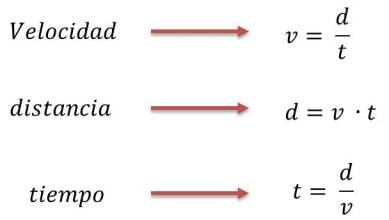 Velocidad v = d/t
distancia d = v · t
tiempo t = d/v